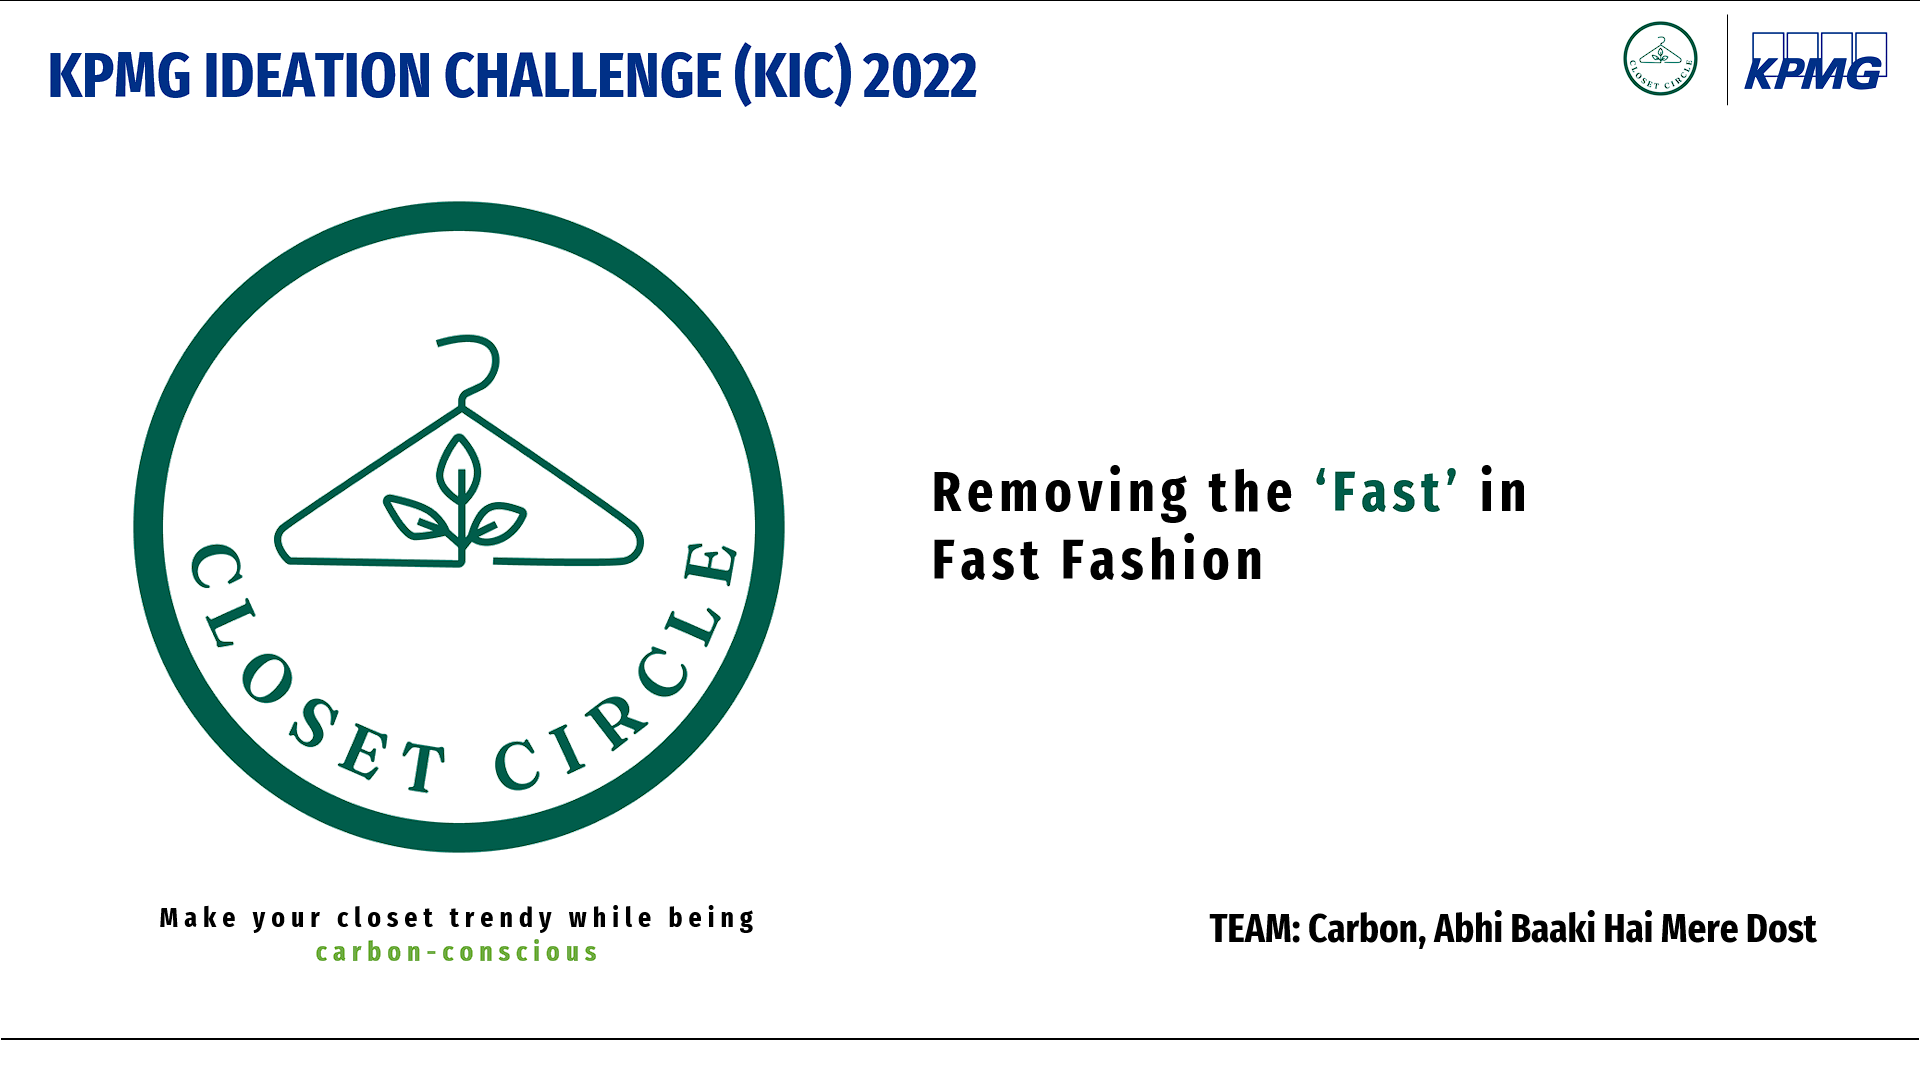 KPMG IDEATION CHALLENGE (KIC) 2022
CLOSET CIRCLE
KPMG
CLOSET CIRCLE
Removing the ‘Fast’ in
Fast Fashion
Make your closet trendy while being
carbon-conscious
TEAM: Carbon, Abhi Baaki Hai Mere Dost